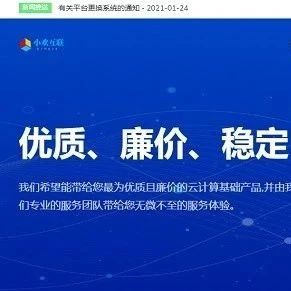 新闻频送 有关平台更换系统的通知 - 2021-01-24
小欢互联
优质、廉价、稳定
我们希望能带给您最为优质且廉价的云计算基础产品,并由我
们专业的服务团队带给您无微不至的服务体验。